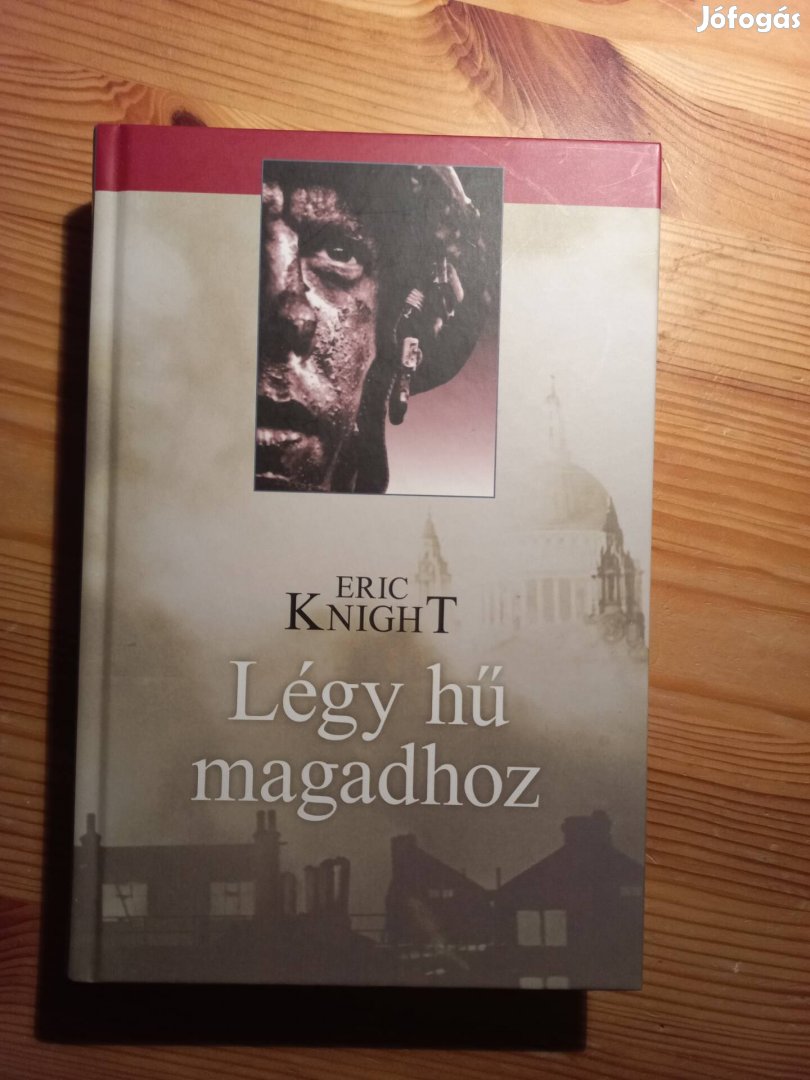 Jófogás
ERIC
KNIGHT
Légy hű
magadhoz